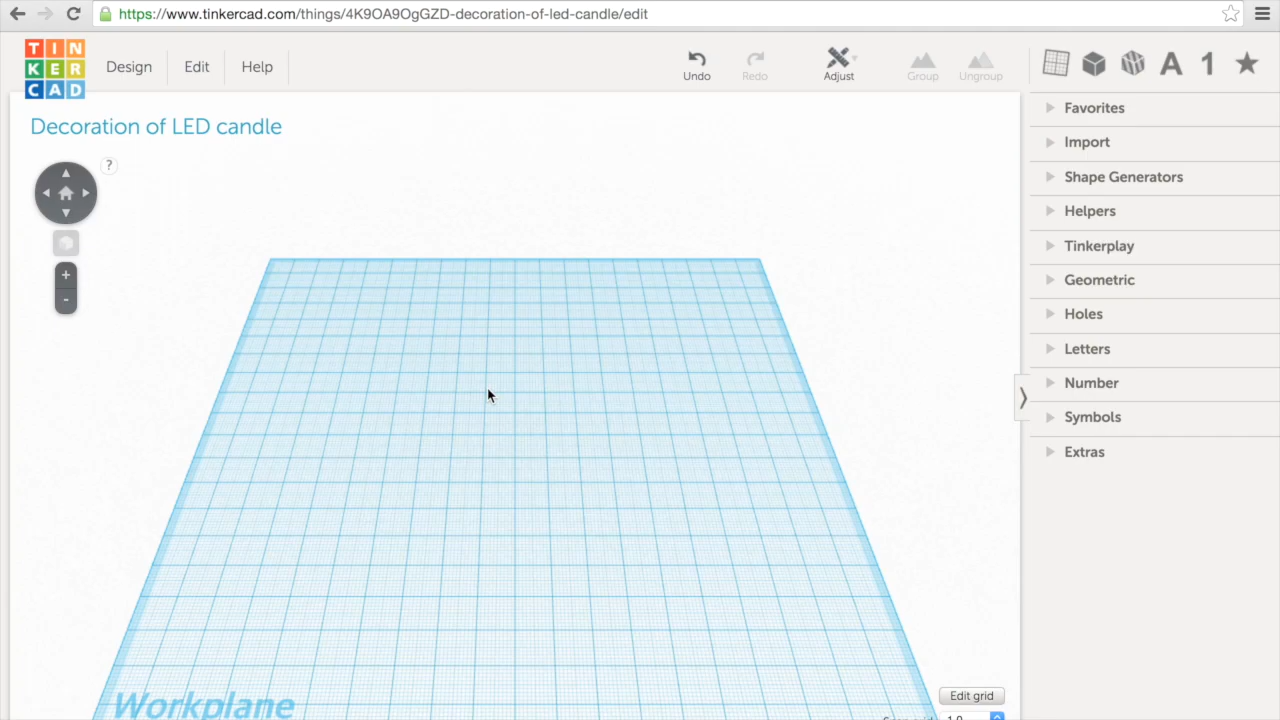 https://www.tinkercad.com/things/4K9OA9OgGZD-decoration-of-led-candle/edit
TIN
KER
CAD
Design
Edit
Help
Undo
Redo
Adjust
Group
Ungroup
A
1
Decoration of LED candle
?
+
-
Favorites
Import
Shape Generators
Helpers
Tinkerplay
Geometric
Holes
Letters
Number
Symbols
Extras
Workplane
Edit grid